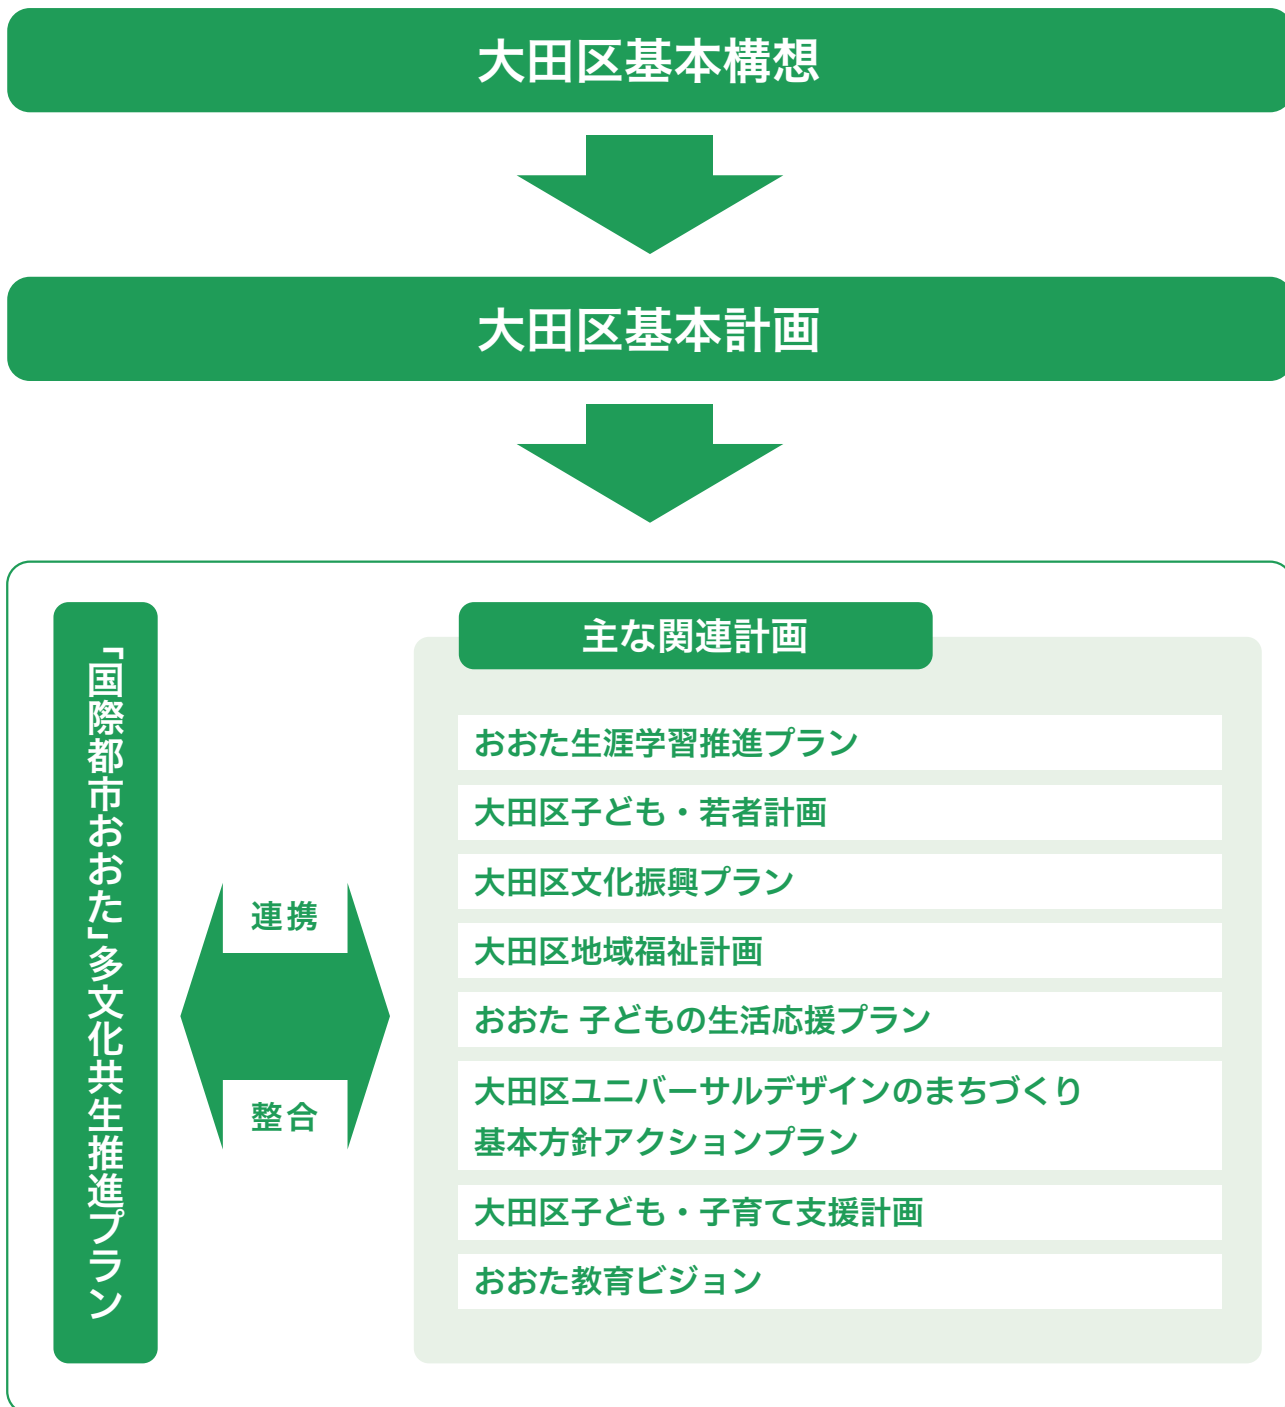 大田区基本構想
大田区基本計画
「国際都市おおた」多文化共生推進プラン
連携
整合
主な関連計画
おおた生涯学習推進プラン
大田区子ども・若者計画
大田区文化振興プラン
大田区地域福祉計画
おおた 子どもの生活応援プラン
大田区ユニバーサルデザインのまちづくり
基本方針アクションプラン
大田区子ども・子育て支援計画
おおた教育ビジョン